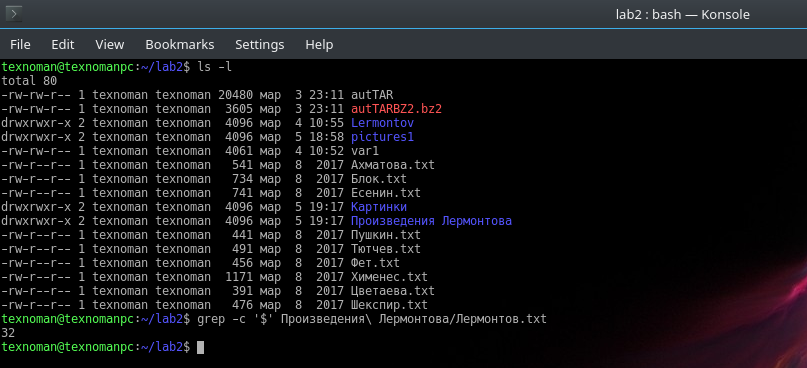 lab2 : bash — Konsole
File Edit View Bookmarks Settings Help
texnoman@texnomanpc:~/lab2$ ls -l
total 80
-rw-rw-r-- 1 texnoman texnoman 20480 мар  3 23:11 autTAR
-rw-rw-r-- 1 texnoman texnoman  3605 мар  3 23:11 autTARBZ2.bz2
drwxrwxr-x 2 texnoman texnoman  4096 мар  4 10:55 Lermontov
drwxrwxr-x 2 texnoman texnoman  4096 мар  5 18:58 pictures1
-rw-rw-r-- 1 texnoman texnoman  4061 мар  4 10:52 var1
-rw-r--r-- 1 texnoman texnoman   541 мар  8  2017 Ахматова.txt
-rw-r--r-- 1 texnoman texnoman   734 мар  8  2017 Блок.txt
-rw-r--r-- 1 texnoman texnoman   741 мар  8  2017 Есенин.txt
drwxrwxr-x 2 texnoman texnoman  4096 мар  5 19:17 Картинки
drwxrwxr-x 2 texnoman texnoman  4096 мар  5 19:17 Произведения Лермонтова
-rw-r--r-- 1 texnoman texnoman   441 мар  8  2017 Пушкин.txt
-rw-r--r-- 1 texnoman texnoman   491 мар  8  2017 Тютчев.txt
-rw-r--r-- 1 texnoman texnoman   456 мар  8  2017 Фет.txt
-rw-r--r-- 1 texnoman texnoman  1171 мар  8  2017 Хименес.txt
-rw-r--r-- 1 texnoman texnoman   391 мар  8  2017 Цветаева.txt
-rw-r--r-- 1 texnoman texnoman   476 мар  8  2017 Шекспир.txt
texnoman@texnomanpc:~/lab2$ grep -c '$' Произведения\ Лермонтова/Лермонтов.txt
32
texnoman@texnomanpc:~/lab2$